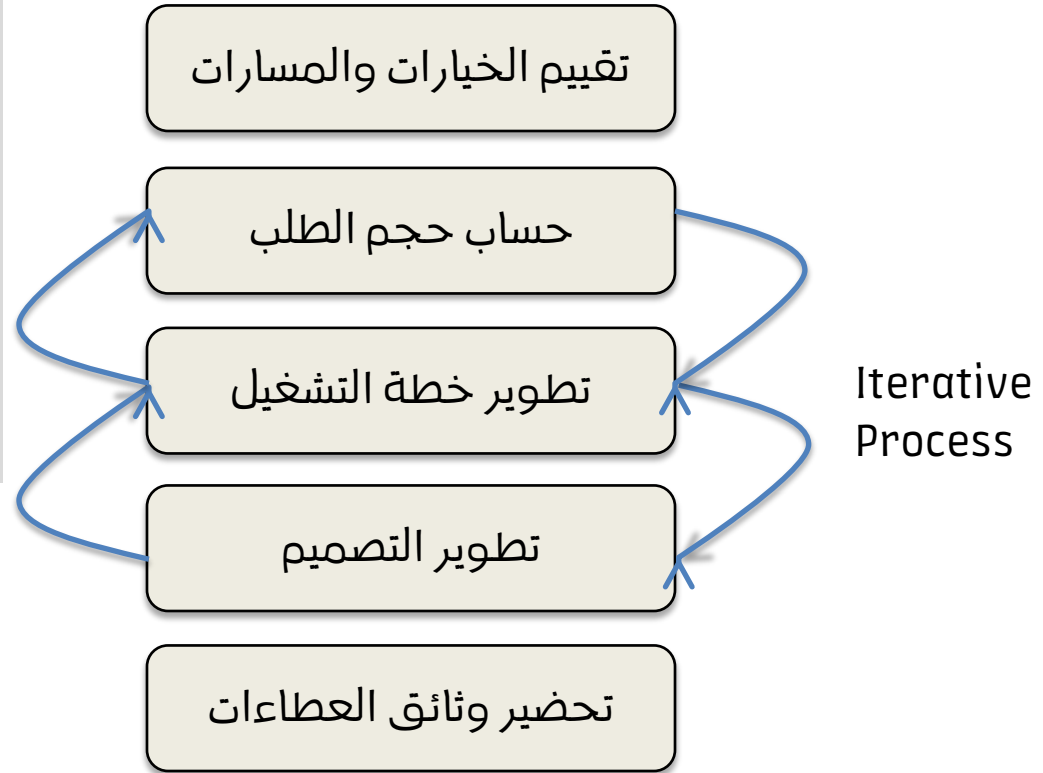 تقييم الخيارات والمسارات
حساب حجم الطلب
تطوير خطة التشغيل
Iterative
Process
تطوير التصميم
تحضير وثائق العطاءات